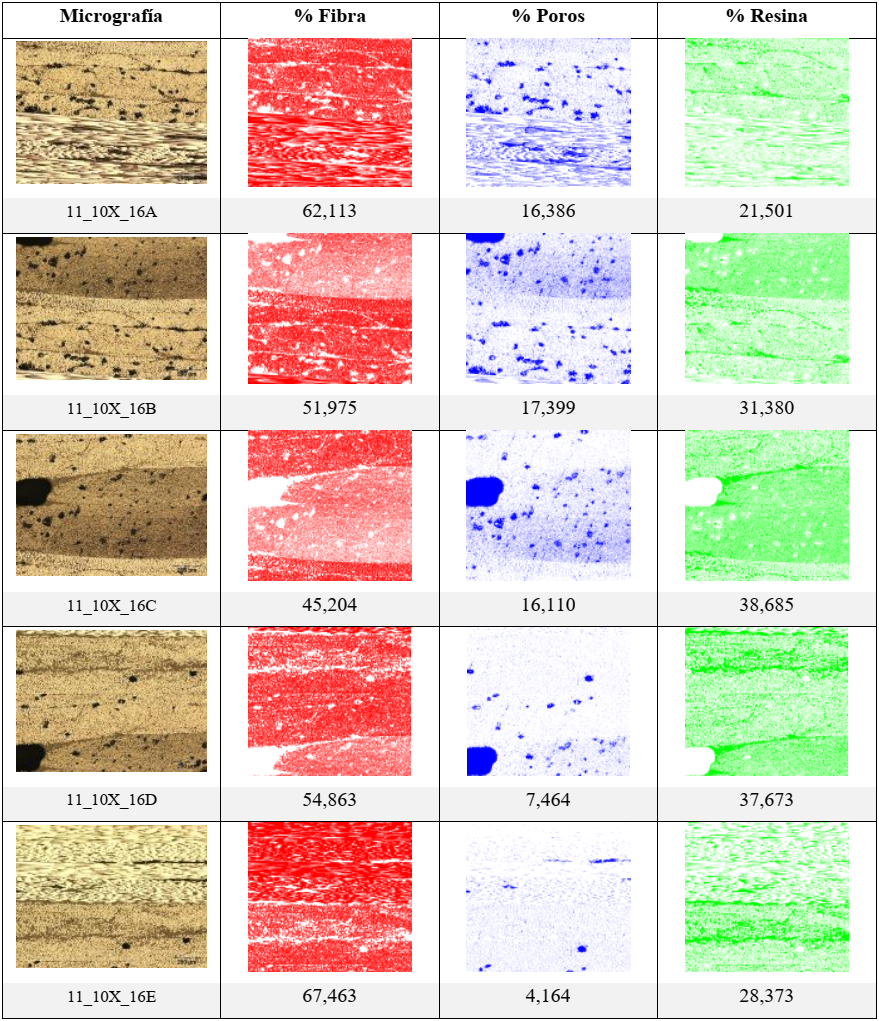 Micrografía % Fibra % Poros % Resina
11_10X_16A 62,113 16,386 21,501
11_10X_16B 51,975 17,399 31,380
11_10X_16C 45,204 16,110 38,685
11_10X_16D 54,863 7,464 37,673
11_10X_16E 67,463 4,164 28,373